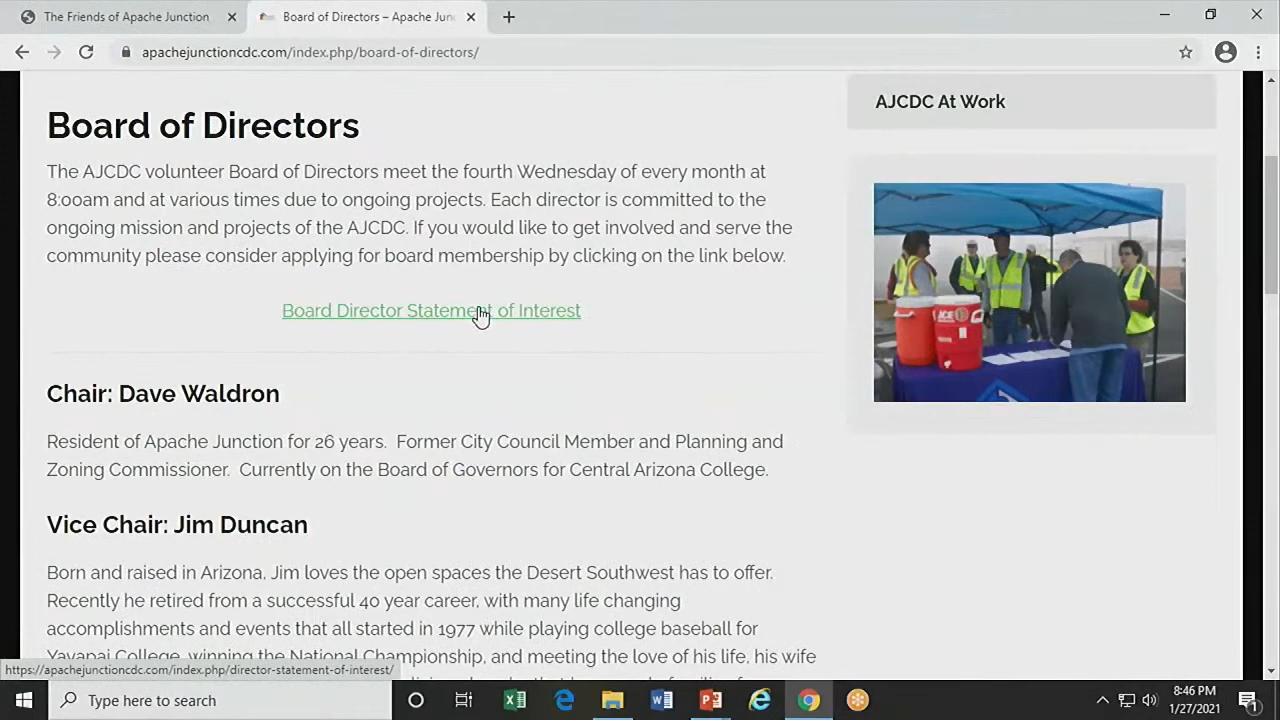 The Friends of Apache Junction
Board of Directors – Apache Jun
apachejunctioncdc.com/index.php/board-of-directors/
Board of Directors
The AJCDC volunteer Board of Directors meet the fourth Wednesday of every month at
8:00am and at various times due to ongoing projects. Each director is committed to the
ongoing mission and projects of the AJCDC. If you would like to get involved and serve the
community please consider applying for board membership by clicking on the link below.
Board Director Statement of Interest
Chair: Dave Waldron
Resident of Apache Junction for 26 years. Former City Council Member and Planning and
Zoning Commissioner. Currently on the Board of Governors for Central Arizona College.
Vice Chair: Jim Duncan
Born and raised in Arizona, Jim loves the open spaces the Desert Southwest has to offer.
Recently he retired from a successful 40 year career, with many life changing
accomplishments and events that all started in 1977 while playing college baseball for
Yavapai College, winning the National Championship, and meeting the love of his life, his wife
AJCDC At Work
https://apachejunctioncdc.com/index.php/director-statement-of-interest/
Type here to search
8:46 PM
1/27/2021
1